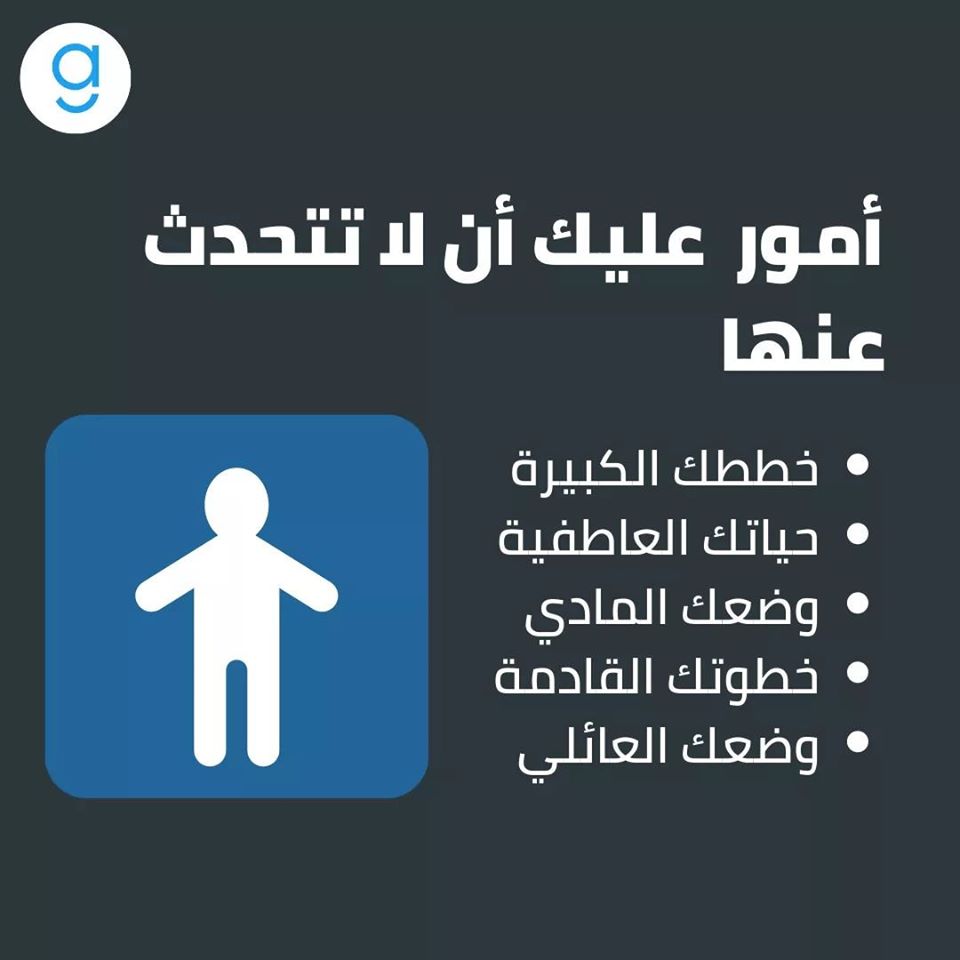 g
أمور عليك أن لا تتحدث
عنها
• خططك الكبيرة
• حياتك العاطفية
• وضعك المادي
• خطوتك القادمة
• وضعك العائلي